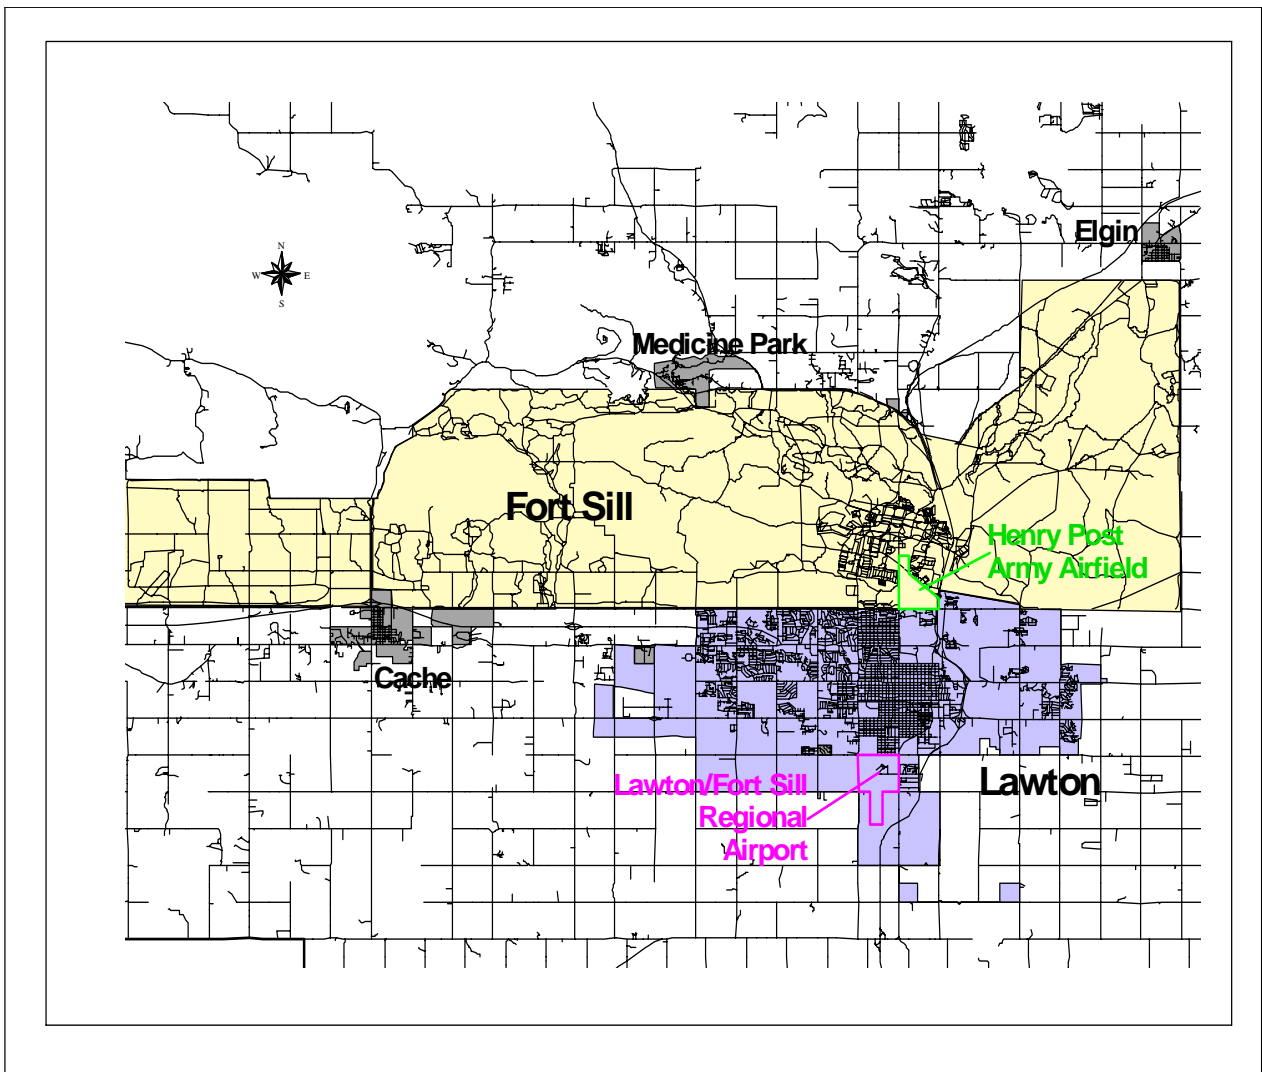 Elgin
N
W E
S
Medicine Park
Fort Sill
Henry Post
Army Airfield
Cache
Lawton/Fort Sill
Regional
Airport
Lawton